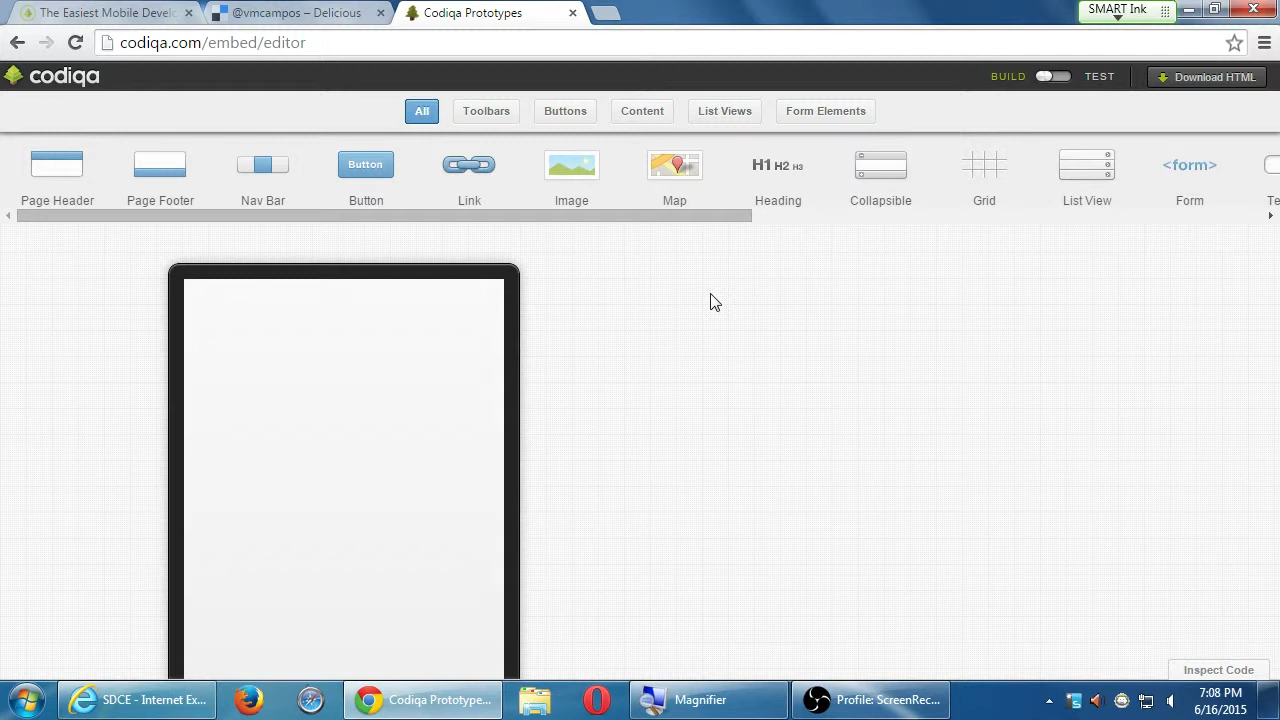 The Easiest Mobile Develc
@vmcampos – Delicious
Codiqa Prototypes
SMART Ink
codiqa.com/embed/editor
codiqa
BUILD
TEST
Download HTML
All
Toolbars
Buttons
Content
List Views
Form Elements
Button
H1 H2 H3
<form>
Page Header
Page Footer
Nav Bar
Button
Link
Image
Map
Heading
Collapsible
Grid
List View
Form
Te
Inspect Code
SDCE - Internet Ex...
Codiqa Prototype...
Magnifier
Profile: ScreenRec...
7:08 PM
6/16/2015